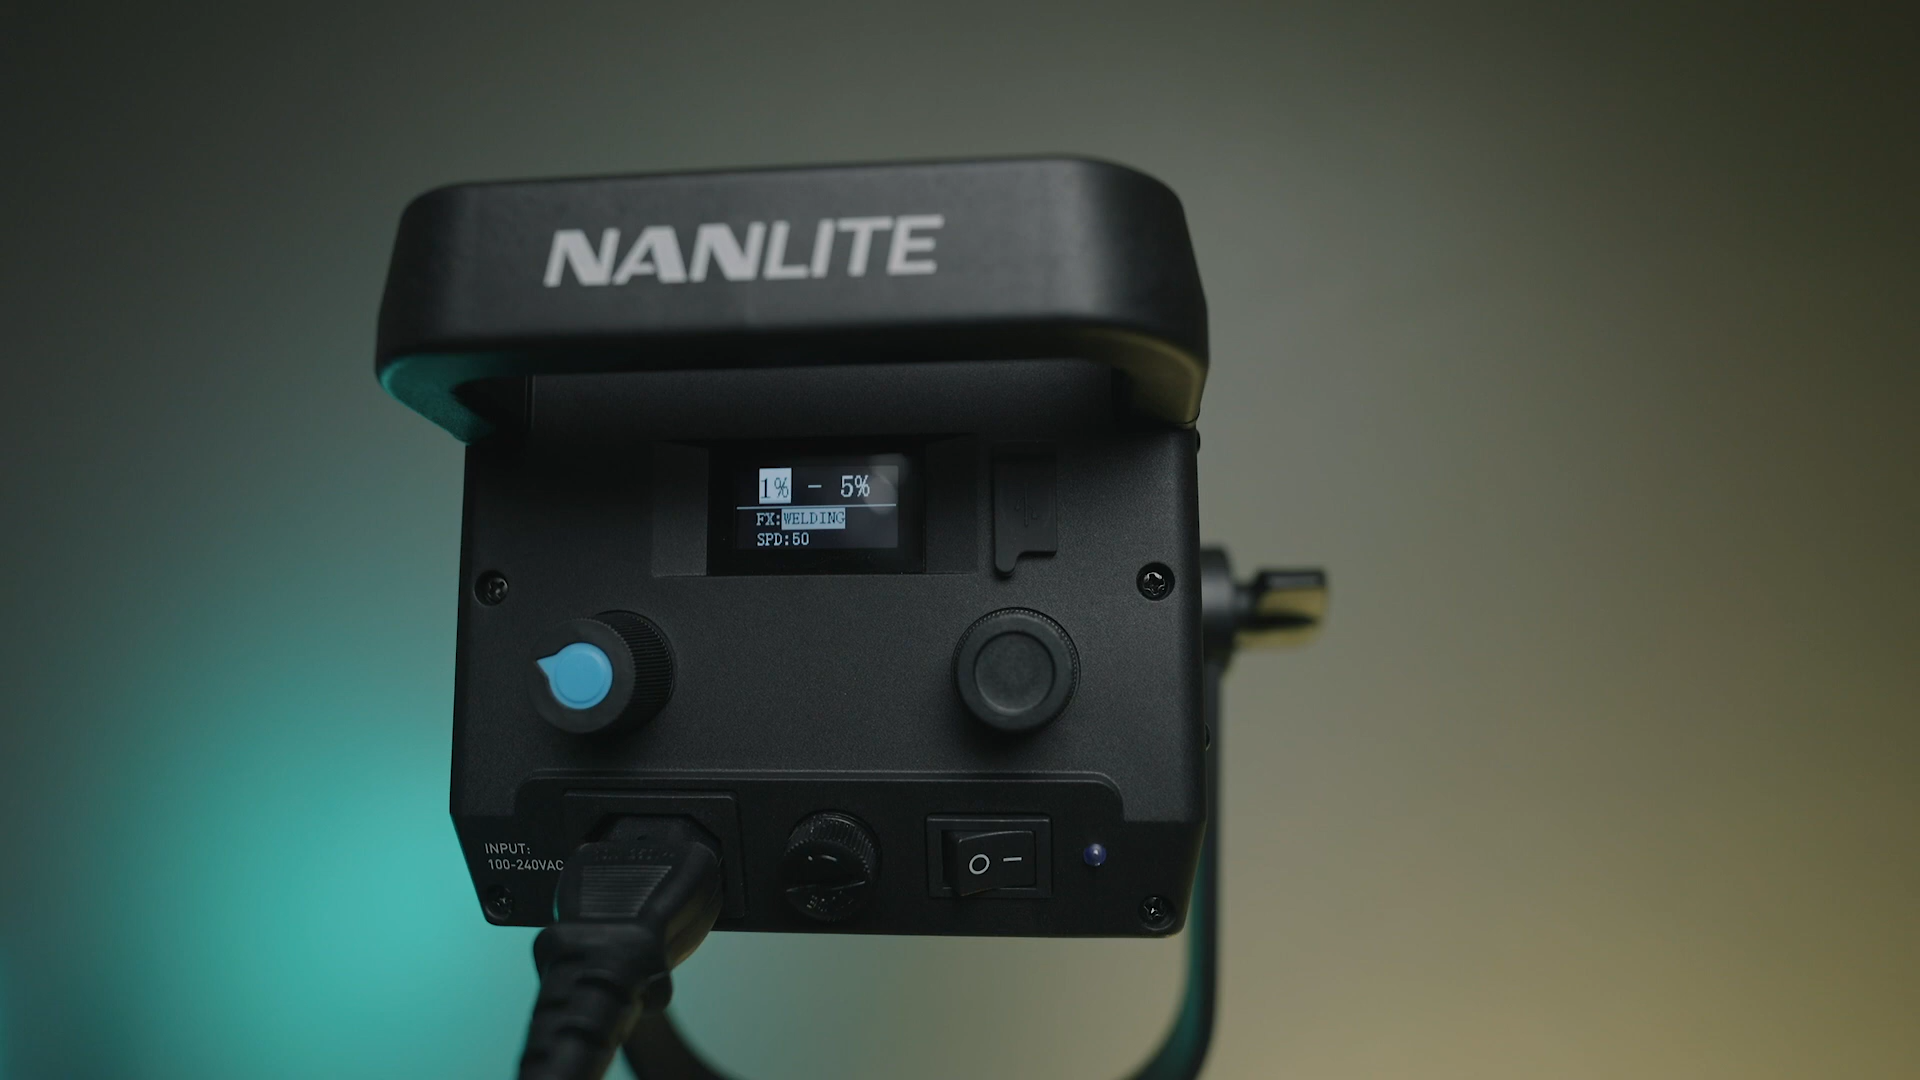 NANLITE
1% - 5%
FX:WELDING
SPD:50
INPUT:
100-240VAC
O —